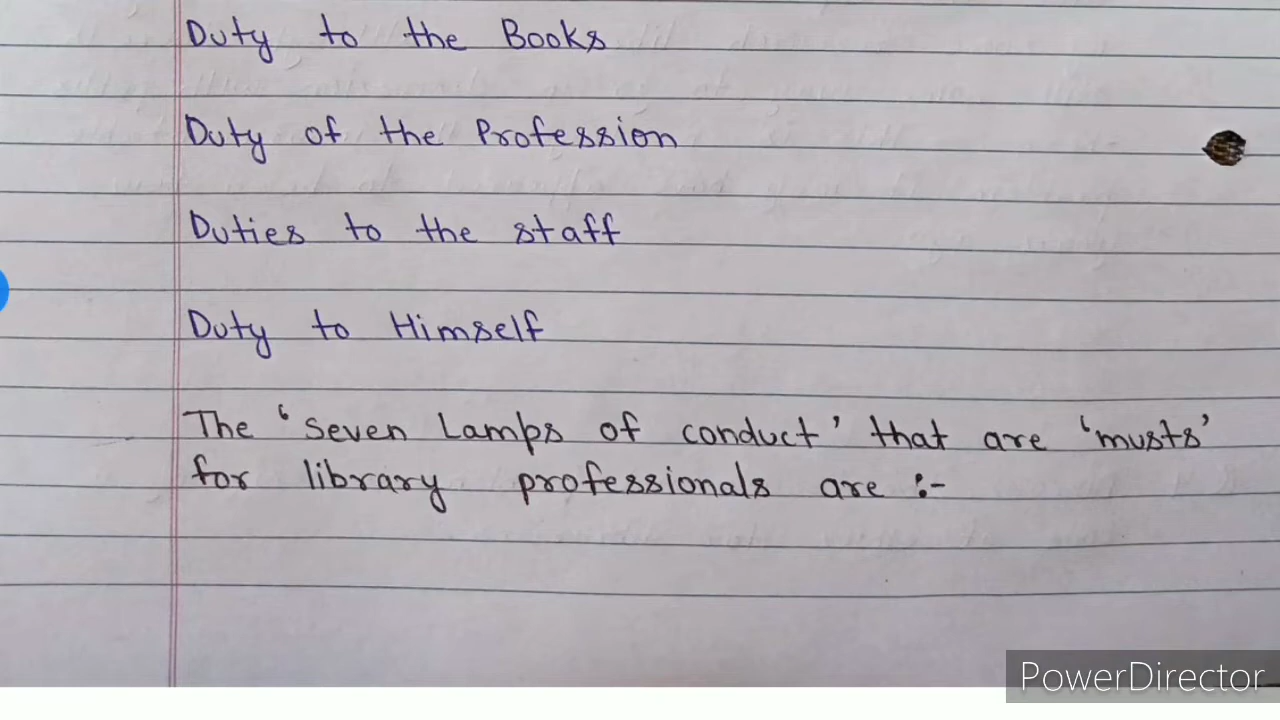 Duty to the Books
Duty of the Profession
Duties to the staff
Duty to Himself
The 'seven Lamps of conduct' that are 'musts'
for library professionals are :-
PowerDirector